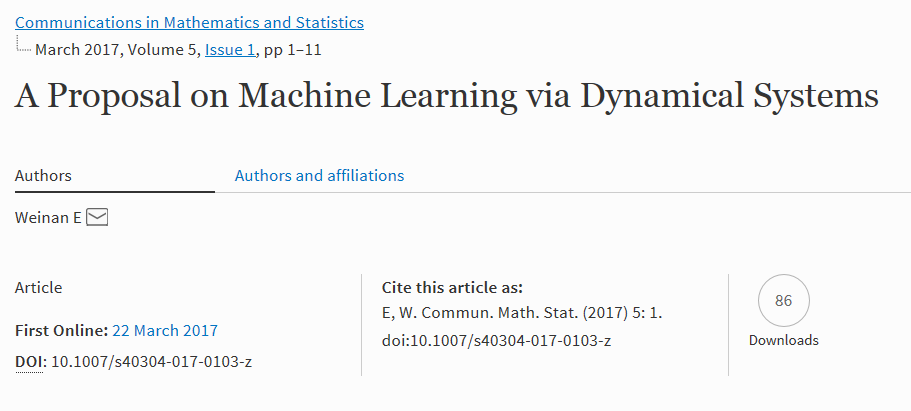 Communications in Mathematics and Statistics
March 2017, Volume 5, Issue 1, pp 1–11
A Proposal on Machine Learning via Dynamical Systems
Authors
Authors and affiliations
Weinan E
Article
First Online: 22 March 2017
DOI: 10.1007/s40304-017-0103-z
Cite this article as:
E, W. Commun. Math. Stat. (2017) 5: 1.
doi:10.1007/s40304-017-0103-z
86
Downloads